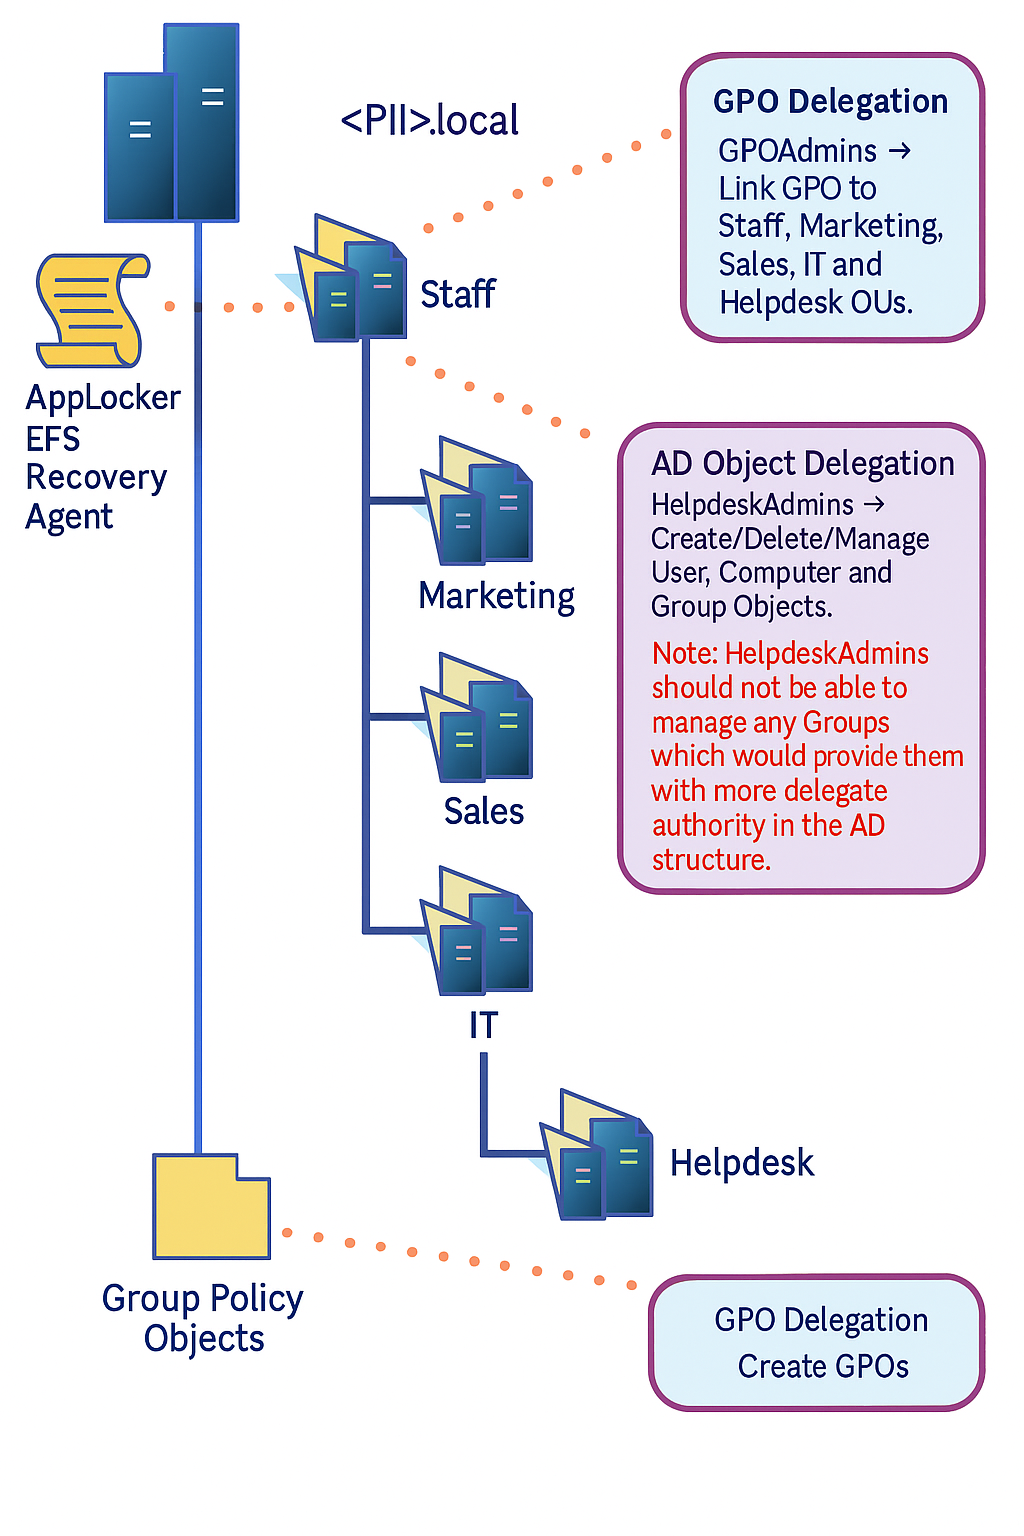 <PII>.local
GPO Delegation
GPOAdmins →
Link GPO to
Staff, Marketing,
Sales, IT and
Helpdesk OUs.
Staff
AppLocker
EFS
Recovery
Agent
AD Object Delegation
HelpdeskAdmins →
Create/Delete/Manage
User, Computer and
Group Objects.
Note: HelpdeskAdmins
should not be able to
manage any Groups
which would provide them
with more delegate
authority in the AD
structure.
Marketing
Sales
IT
Helpdesk
Group Policy
Objects
GPO Delegation
Create GPOs